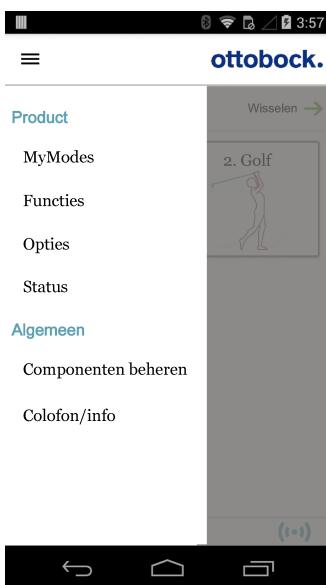 3:57
ottobock.
Product
Wisselen
MyModes
2. Golf
Functies
Opties
Status
Algemeen
Componenten beheren
Colofon/info